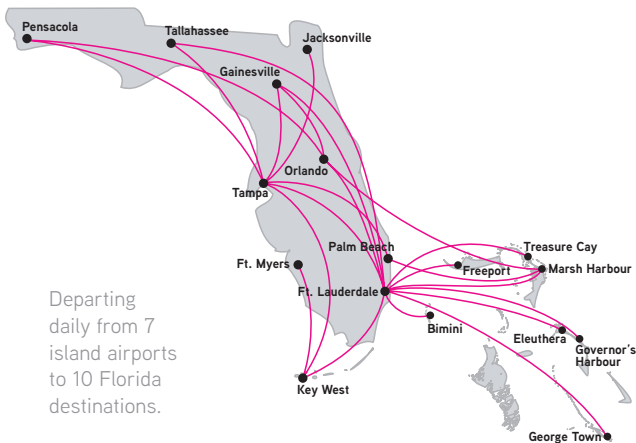 Pensacola
Tallahassee
Jacksonville
Gainesville
Orlando
Tampa
Palm Beach
Treasure Cay
Ft. Myers
Freeport
Marsh Harbour
Ft. Lauderdale
Bimini
Eleuthera
Governor's
Harbour
Key West
George Town
Departing
daily from 7
island airports
to 10 Florida
destinations.